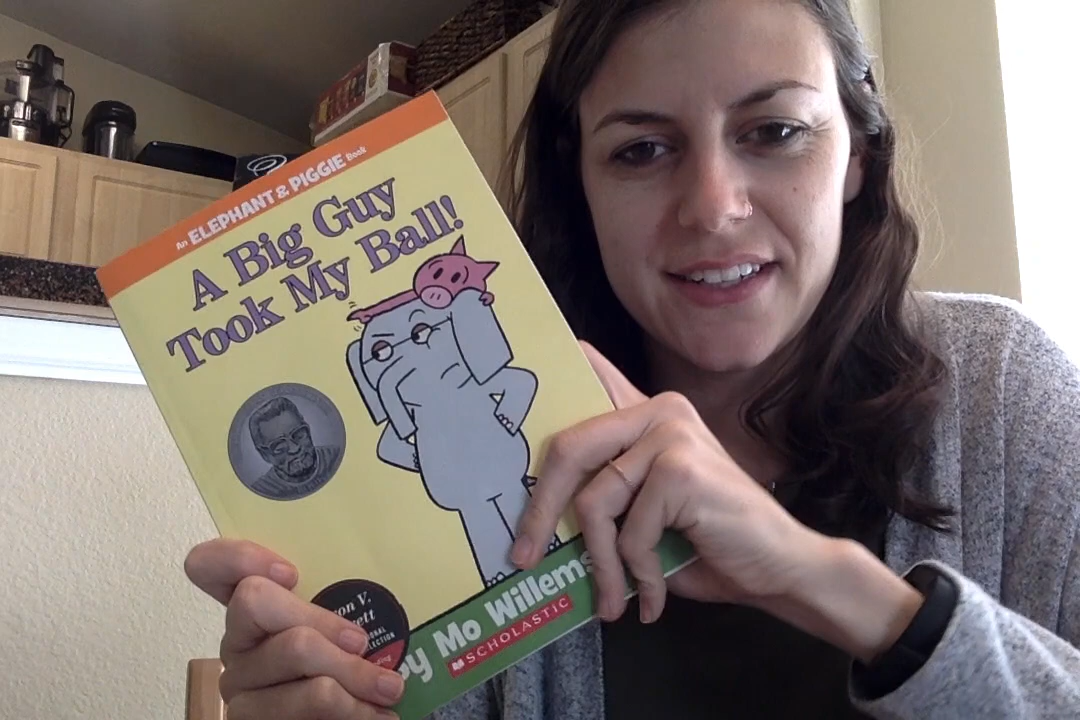 An ELEPHANT & PIGGIE Book
A Big Guy
Took My Ball!
by Mo Willems
SCHOLASTIC